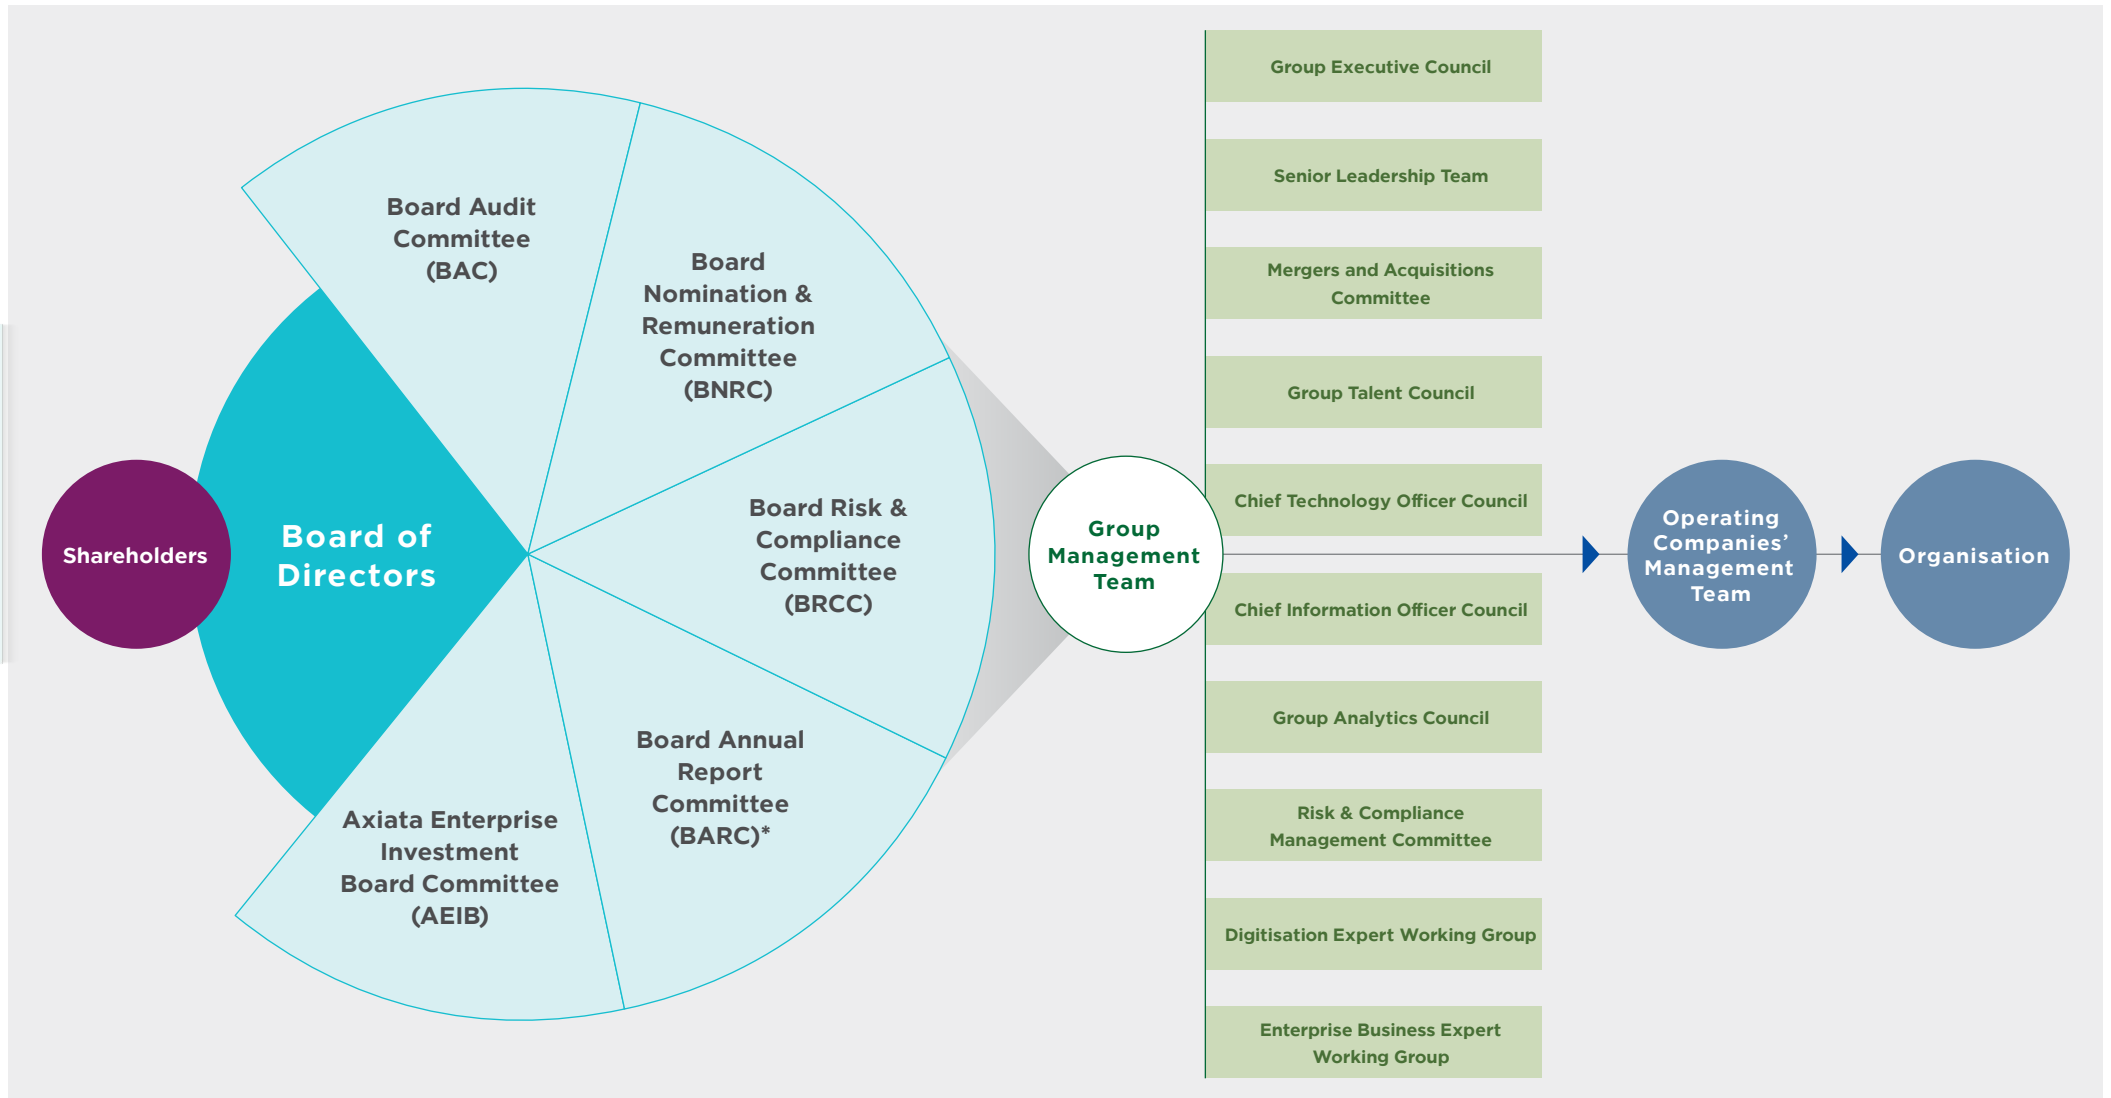 Shareholders
Board of
Directors
Board Audit
Committee
(BAC)
Board
Nomination &
Remuneration
Committee
(BNRC)
Board Risk &
Compliance
Committee
(BRCC)
Board Annual
Report
Committee
(BARC)*
Axiata Enterprise
Investment
Board Committee
(AEIB)
Group
Management
Team
Group Executive Council
Senior Leadership Team
Mergers and Acquisitions
Committee
Group Talent Council
Chief Technology Officer Council
Chief Information Officer Council
Group Analytics Council
Risk & Compliance
Management Committee
Digitisation Expert Working Group
Enterprise Business Expert
Working Group
Operating
Companies’
Management
Team
Organisation